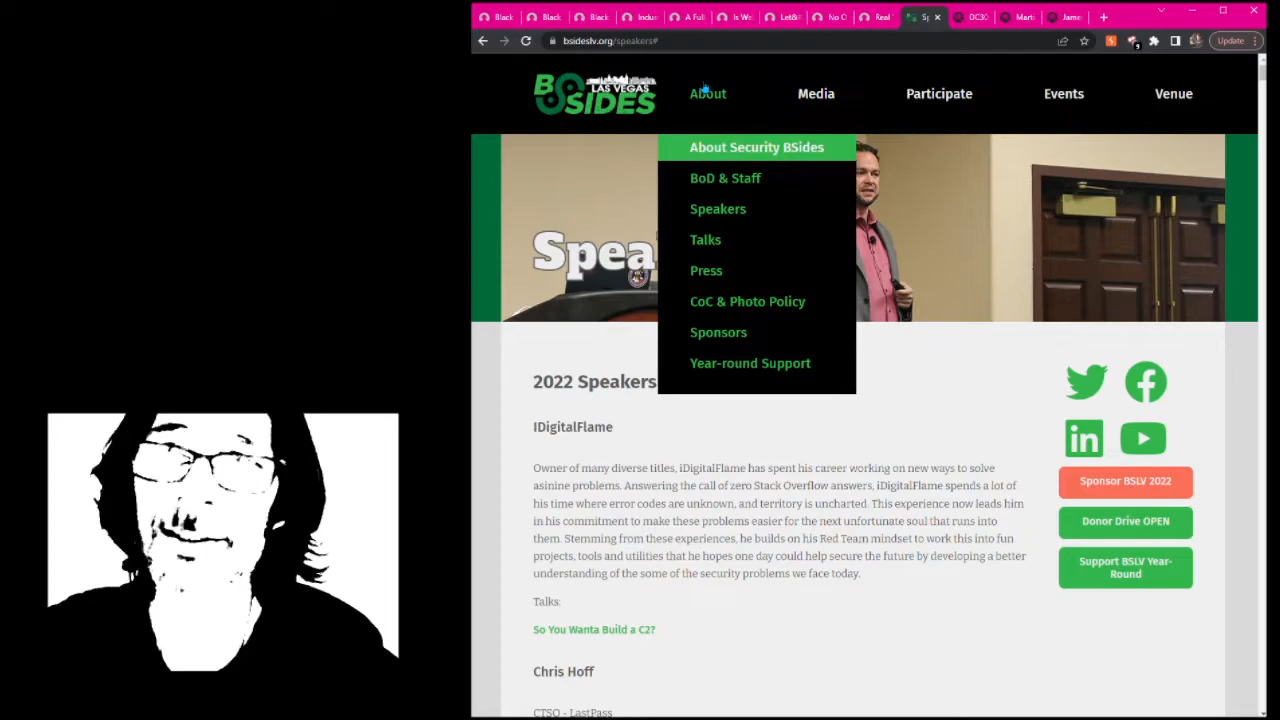 Black
Black
Black
Indus
A Full
Is We
Let&#
No C
Real
Sp
DC30
Marti
Jame
bsideslv.org/speakers#
9
Update
BSIDES
LAS VEGAS
About
Media
Participate
Events
Venue
About Security BSides
BoD & Staff
Speakers
Talks
Press
CoC & Photo Policy
Sponsors
Year-round Support
Spea
2022 Speakers
IDigitalFlame
Owner of many diverse titles, iDigitalFlame has spent his career working on new ways to solve
asinine problems. Answering the call of zero Stack Overflow answers, iDigitalFlame spends a lot of
his time where error codes are unknown, and territory is uncharted. This experience now leads him
in his commitment to make these problems easier for the next unfortunate soul that runs into
them. Stemming from these experiences, he builds on his Red Team mindset to work this into fun
projects, tools and utilities that he hopes one day could help secure the future by developing a better
understanding of the some of the security problems we face today.
Talks:
So You Wanta Build a C2?
Chris Hoff
CTSO - LastPass
Sponsor BSLV 2022
Donor Drive OPEN
Support BSLV Year-
Round